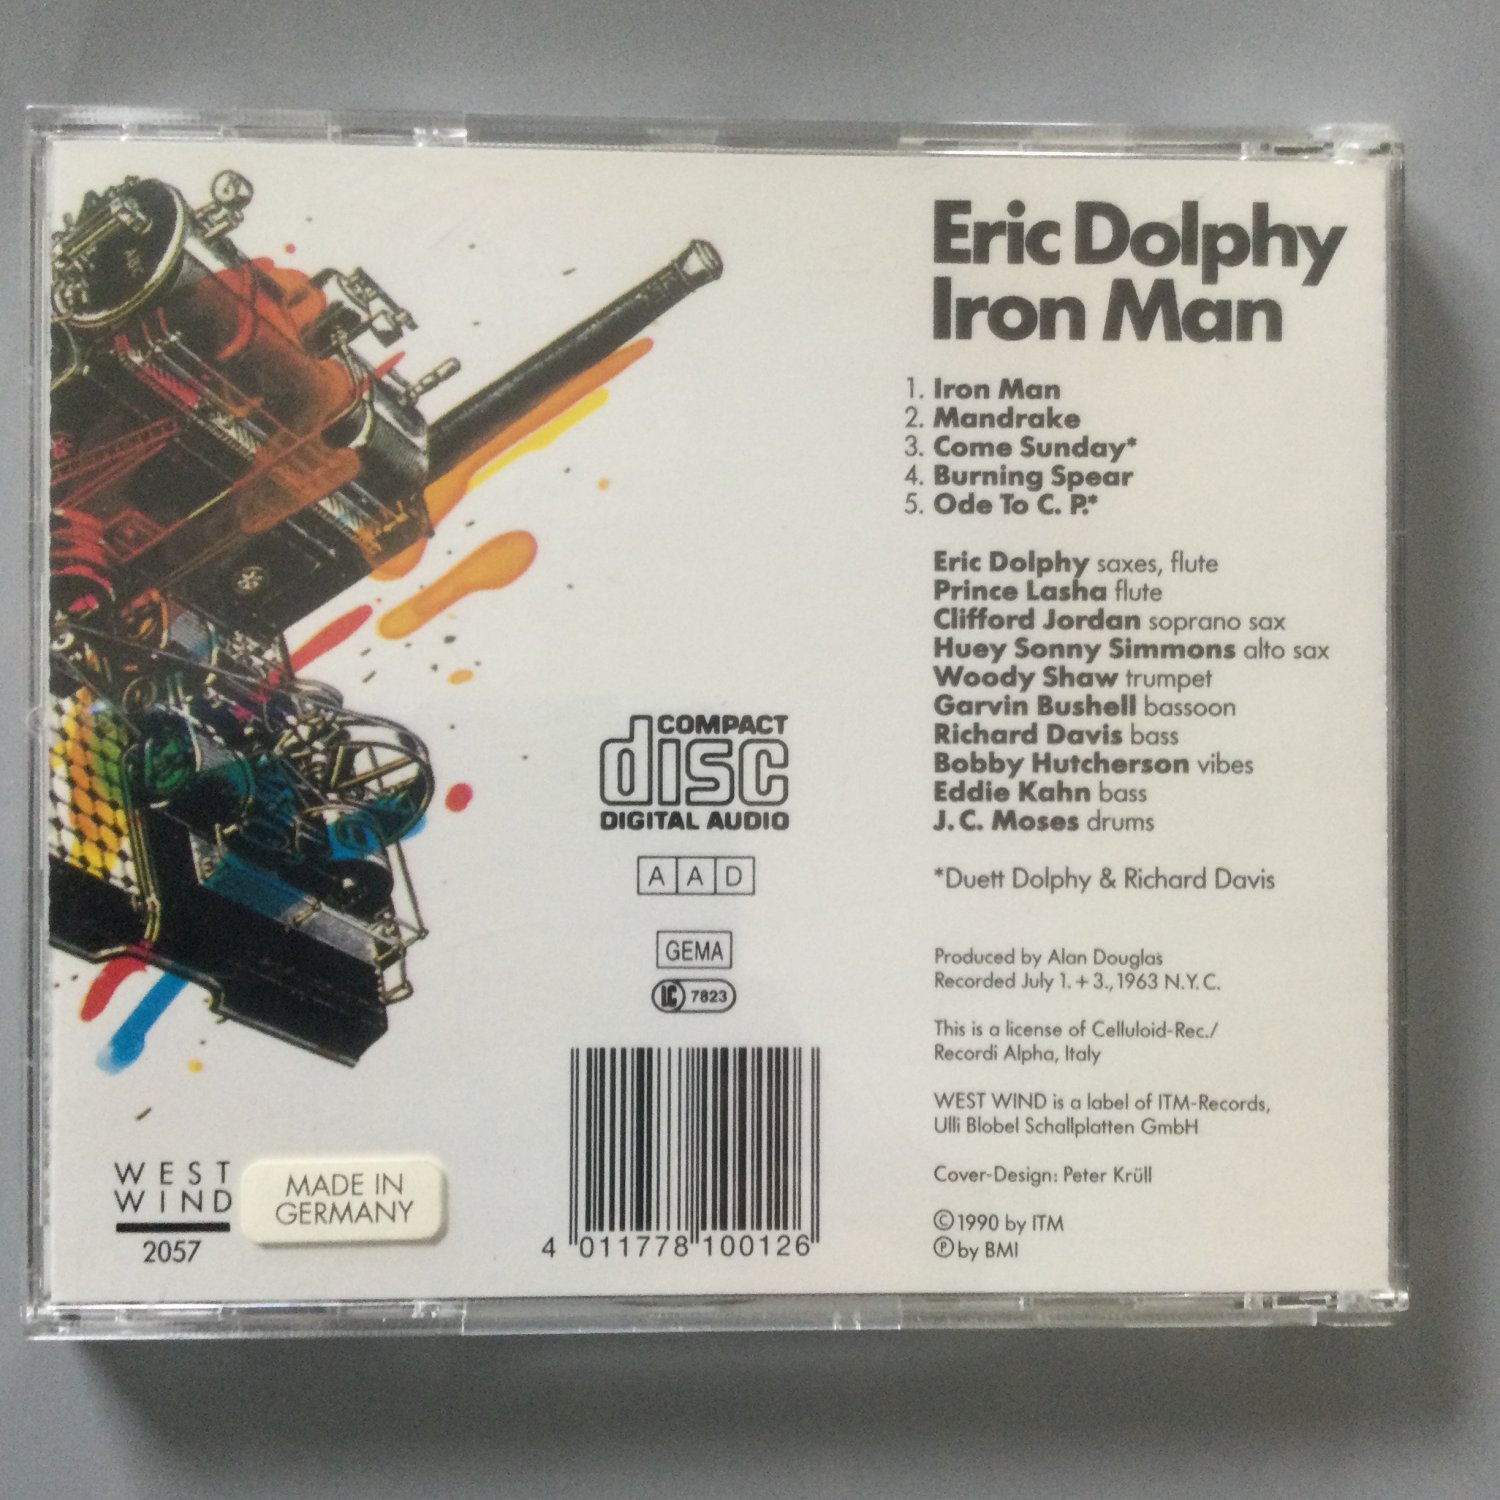 Eric Dolphy
Iron Man
1. Iron Man
2. Mandrake
3. Come Sunday*
4. Burning Spear
5. Ode To C. P.*
Eric Dolphy saxes, flute
Prince Lasha flute
Clifford Jordan soprano sax
Huey Sonny Simmons alto sax
Woody Shaw trumpet
Garvin Bushell bassoon
Richard Davis bass
Bobby Hutcherson vibes
Eddie Kahn bass
J. C. Moses drums
*Duett Dolphy & Richard Davis
Produced by Alan Douglas
Recorded July 1. + 3., 1963 N.Y. C.
This is a license of Celluloid-Rec./
Recordi Alpha, Italy
WEST WIND is a label of ITM-Records,
Ulli Blobel Schallplatten GmbH
Cover-Design: Peter Krüll
©1990 by ITM
℗ by BMI
COMPACT
disc
DIGITAL AUDIO
A A D
GEMA
LC 7823
4 011778 100126
WEST
WIND
2057
MADE IN
GERMANY